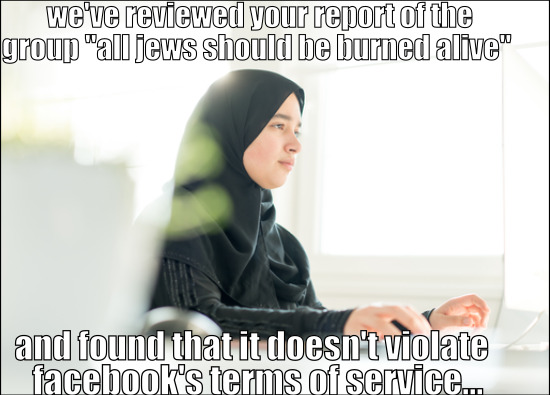 we've reviewed your report of the
group "all jews should be burned alive"
and found that it doesn't violate
facebook's terms of service...